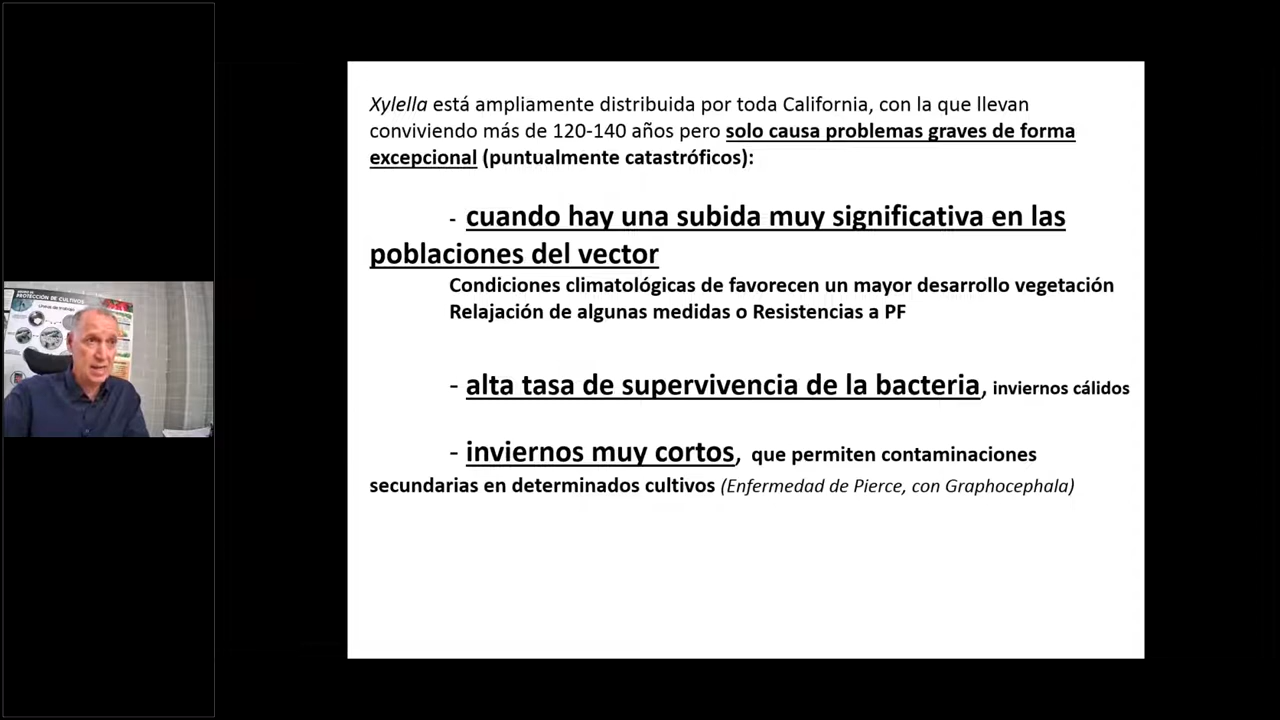 Xylella está ampliamente distribuida por toda California, con la que llevan
conviviendo más de 120-140 años pero solo causa problemas graves de forma
excepcional (puntualmente catastróficos):
- cuando hay una subida muy significativa en las
poblaciones del vector
Condiciones climatológicas de favorecen un mayor desarrollo vegetación
Relajación de algunas medidas o Resistencias a PF
- alta tasa de supervivencia de la bacteria, inviernos cálidos
- inviernos muy cortos, que permiten contaminaciones
secundarias en determinados cultivos (Enfermedad de Pierce, con Graphocephala)
PROTECCIÓN DE CULTIVOS